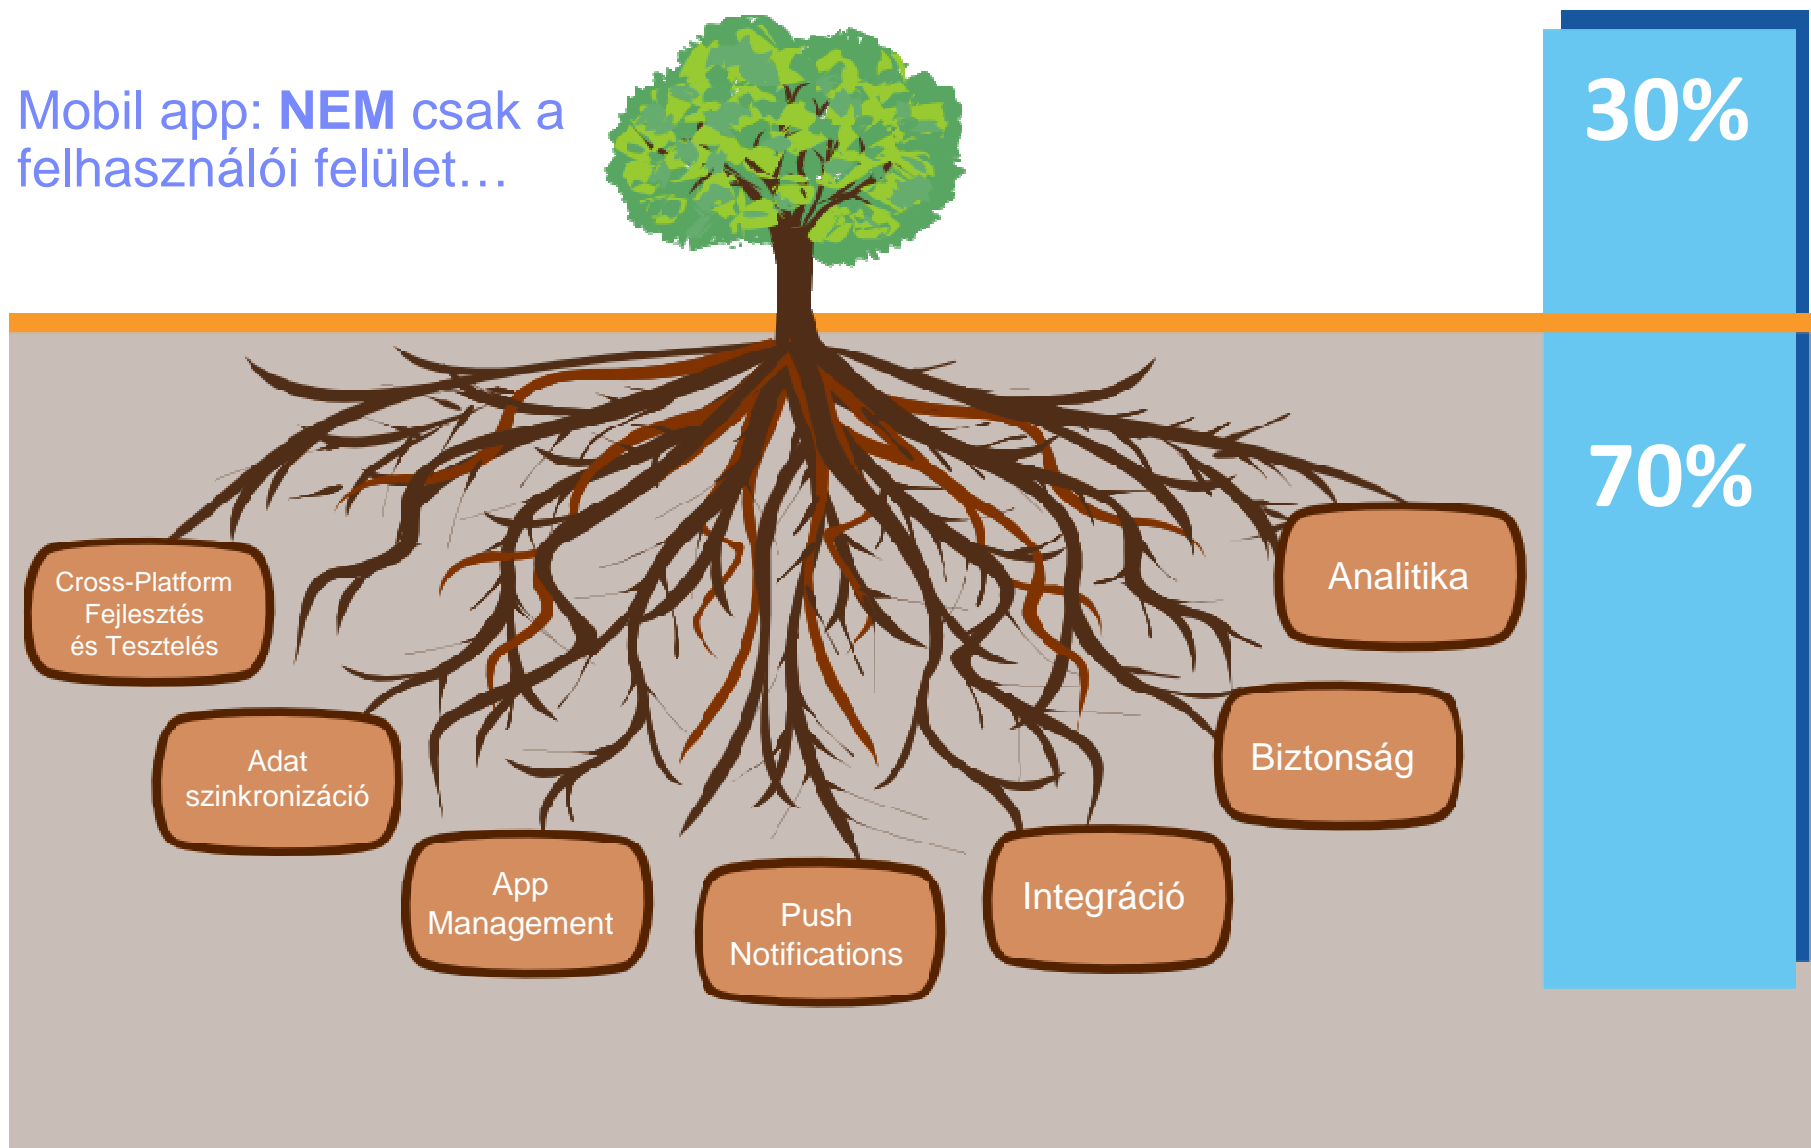 Mobil app: NEM csak a
felhasználói felület…
30%
70%
Cross-Platform
Fejlesztés
és Tesztelés
Adat
szinkronizáció
App
Management
Push
Notifications
Integráció
Biztonság
Analitika